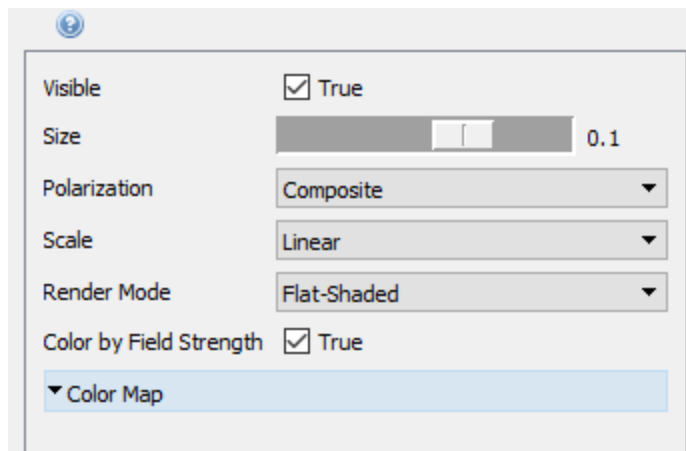 Visible True
Size 0.1
Polarization Composite
Scale Linear
Render Mode Flat-Shaded
Color by Field Strength True
Color Map